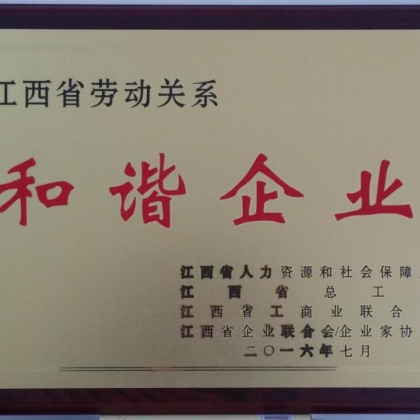 江西省劳动关系
和谐企业
江西省人力资源和社会保障
江西省总工
江西省工商业联合
江西省企业联合会/企业家协
二〇一六年七月